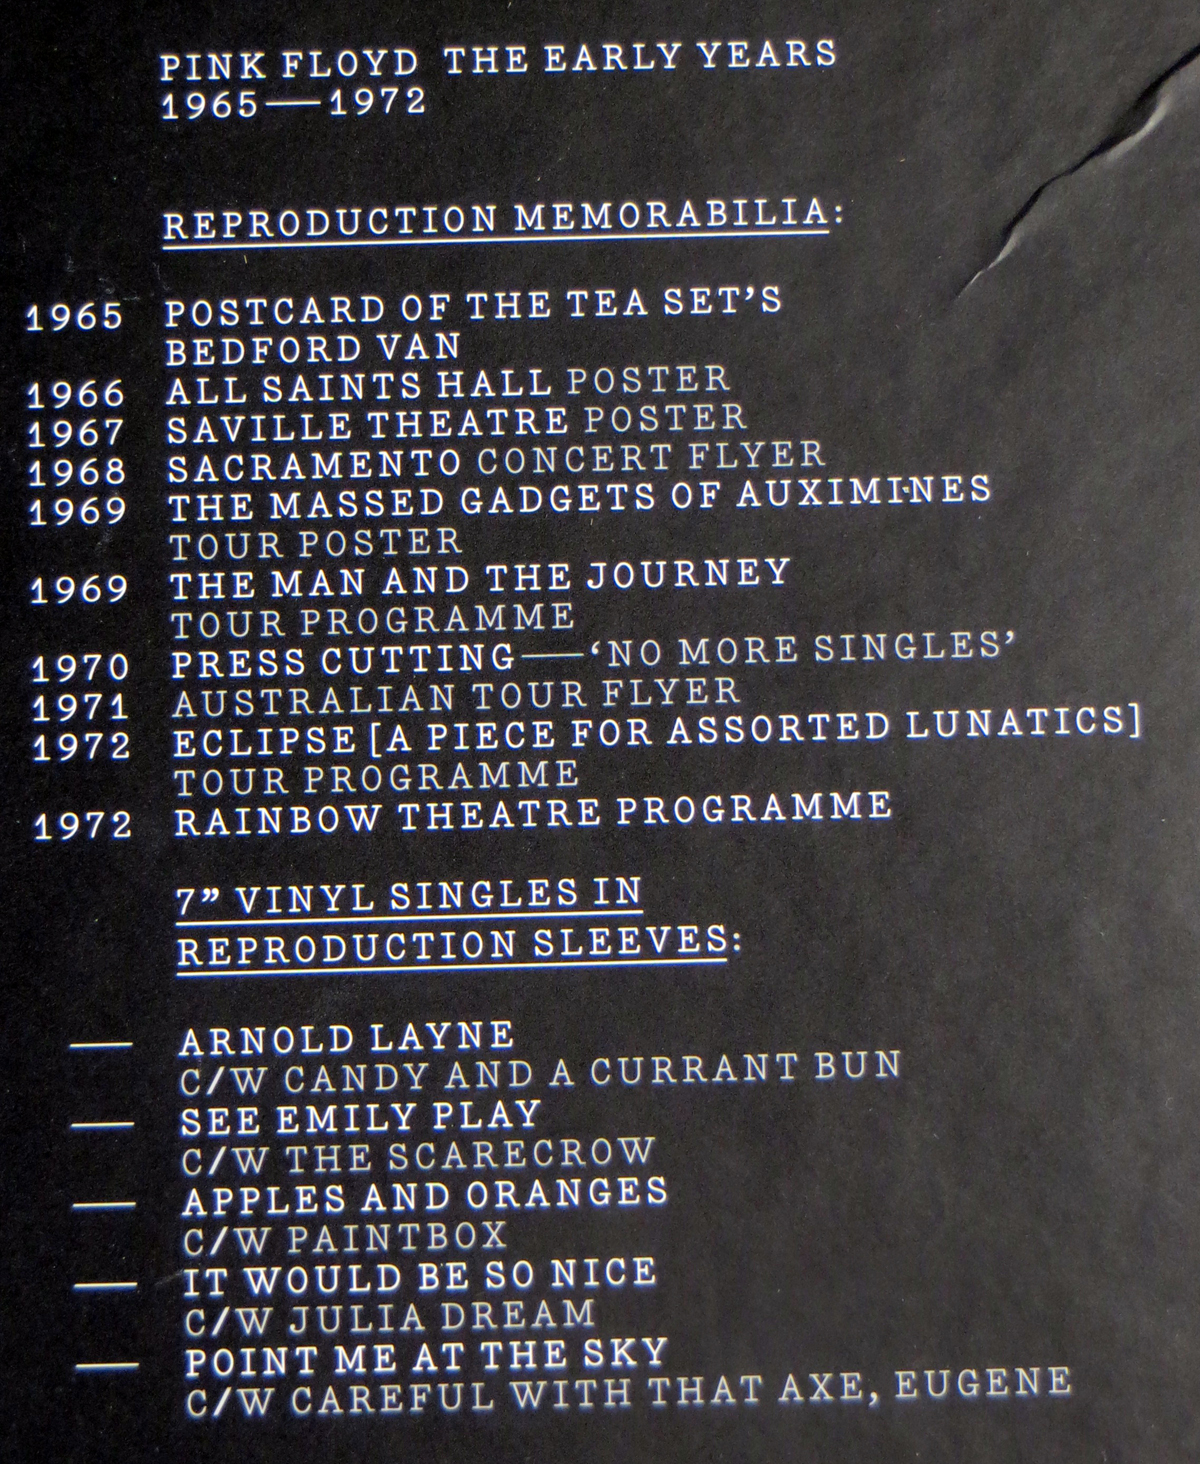 PINK FLOYD THE EARLY YEARS
1965—1972
REPRODUCTION MEMORABILIA:
1965 POSTCARD OF THE TEA SET’S
BEDFORD VAN
1966 ALL SAINTS HALL POSTER
1967 SAVILLE THEATRE POSTER
1968 SACRAMENTO CONCERT FLYER
1969 THE MASSED GADGETS OF AUXIMINES
TOUR POSTER
1969 THE MAN AND THE JOURNEY
TOUR PROGRAMME
1970 PRESS CUTTING—‘NO MORE SINGLES’
1971 AUSTRALIAN TOUR FLYER
1972 ECLIPSE [A PIECE FOR ASSORTED LUNATICS]
TOUR PROGRAMME
1972 RAINBOW THEATRE PROGRAMME
7” VINYL SINGLES IN
REPRODUCTION SLEEVES:
— ARNOLD LAYNE
C/W CANDY AND A CURRANT BUN
— SEE EMILY PLAY
C/W THE SCARECROW
— APPLES AND ORANGES
C/W PAINTBOX
— IT WOULD BE SO NICE
C/W JULIA DREAM
— POINT ME AT THE SKY
C/W CAREFUL WITH THAT AXE, EUGENE